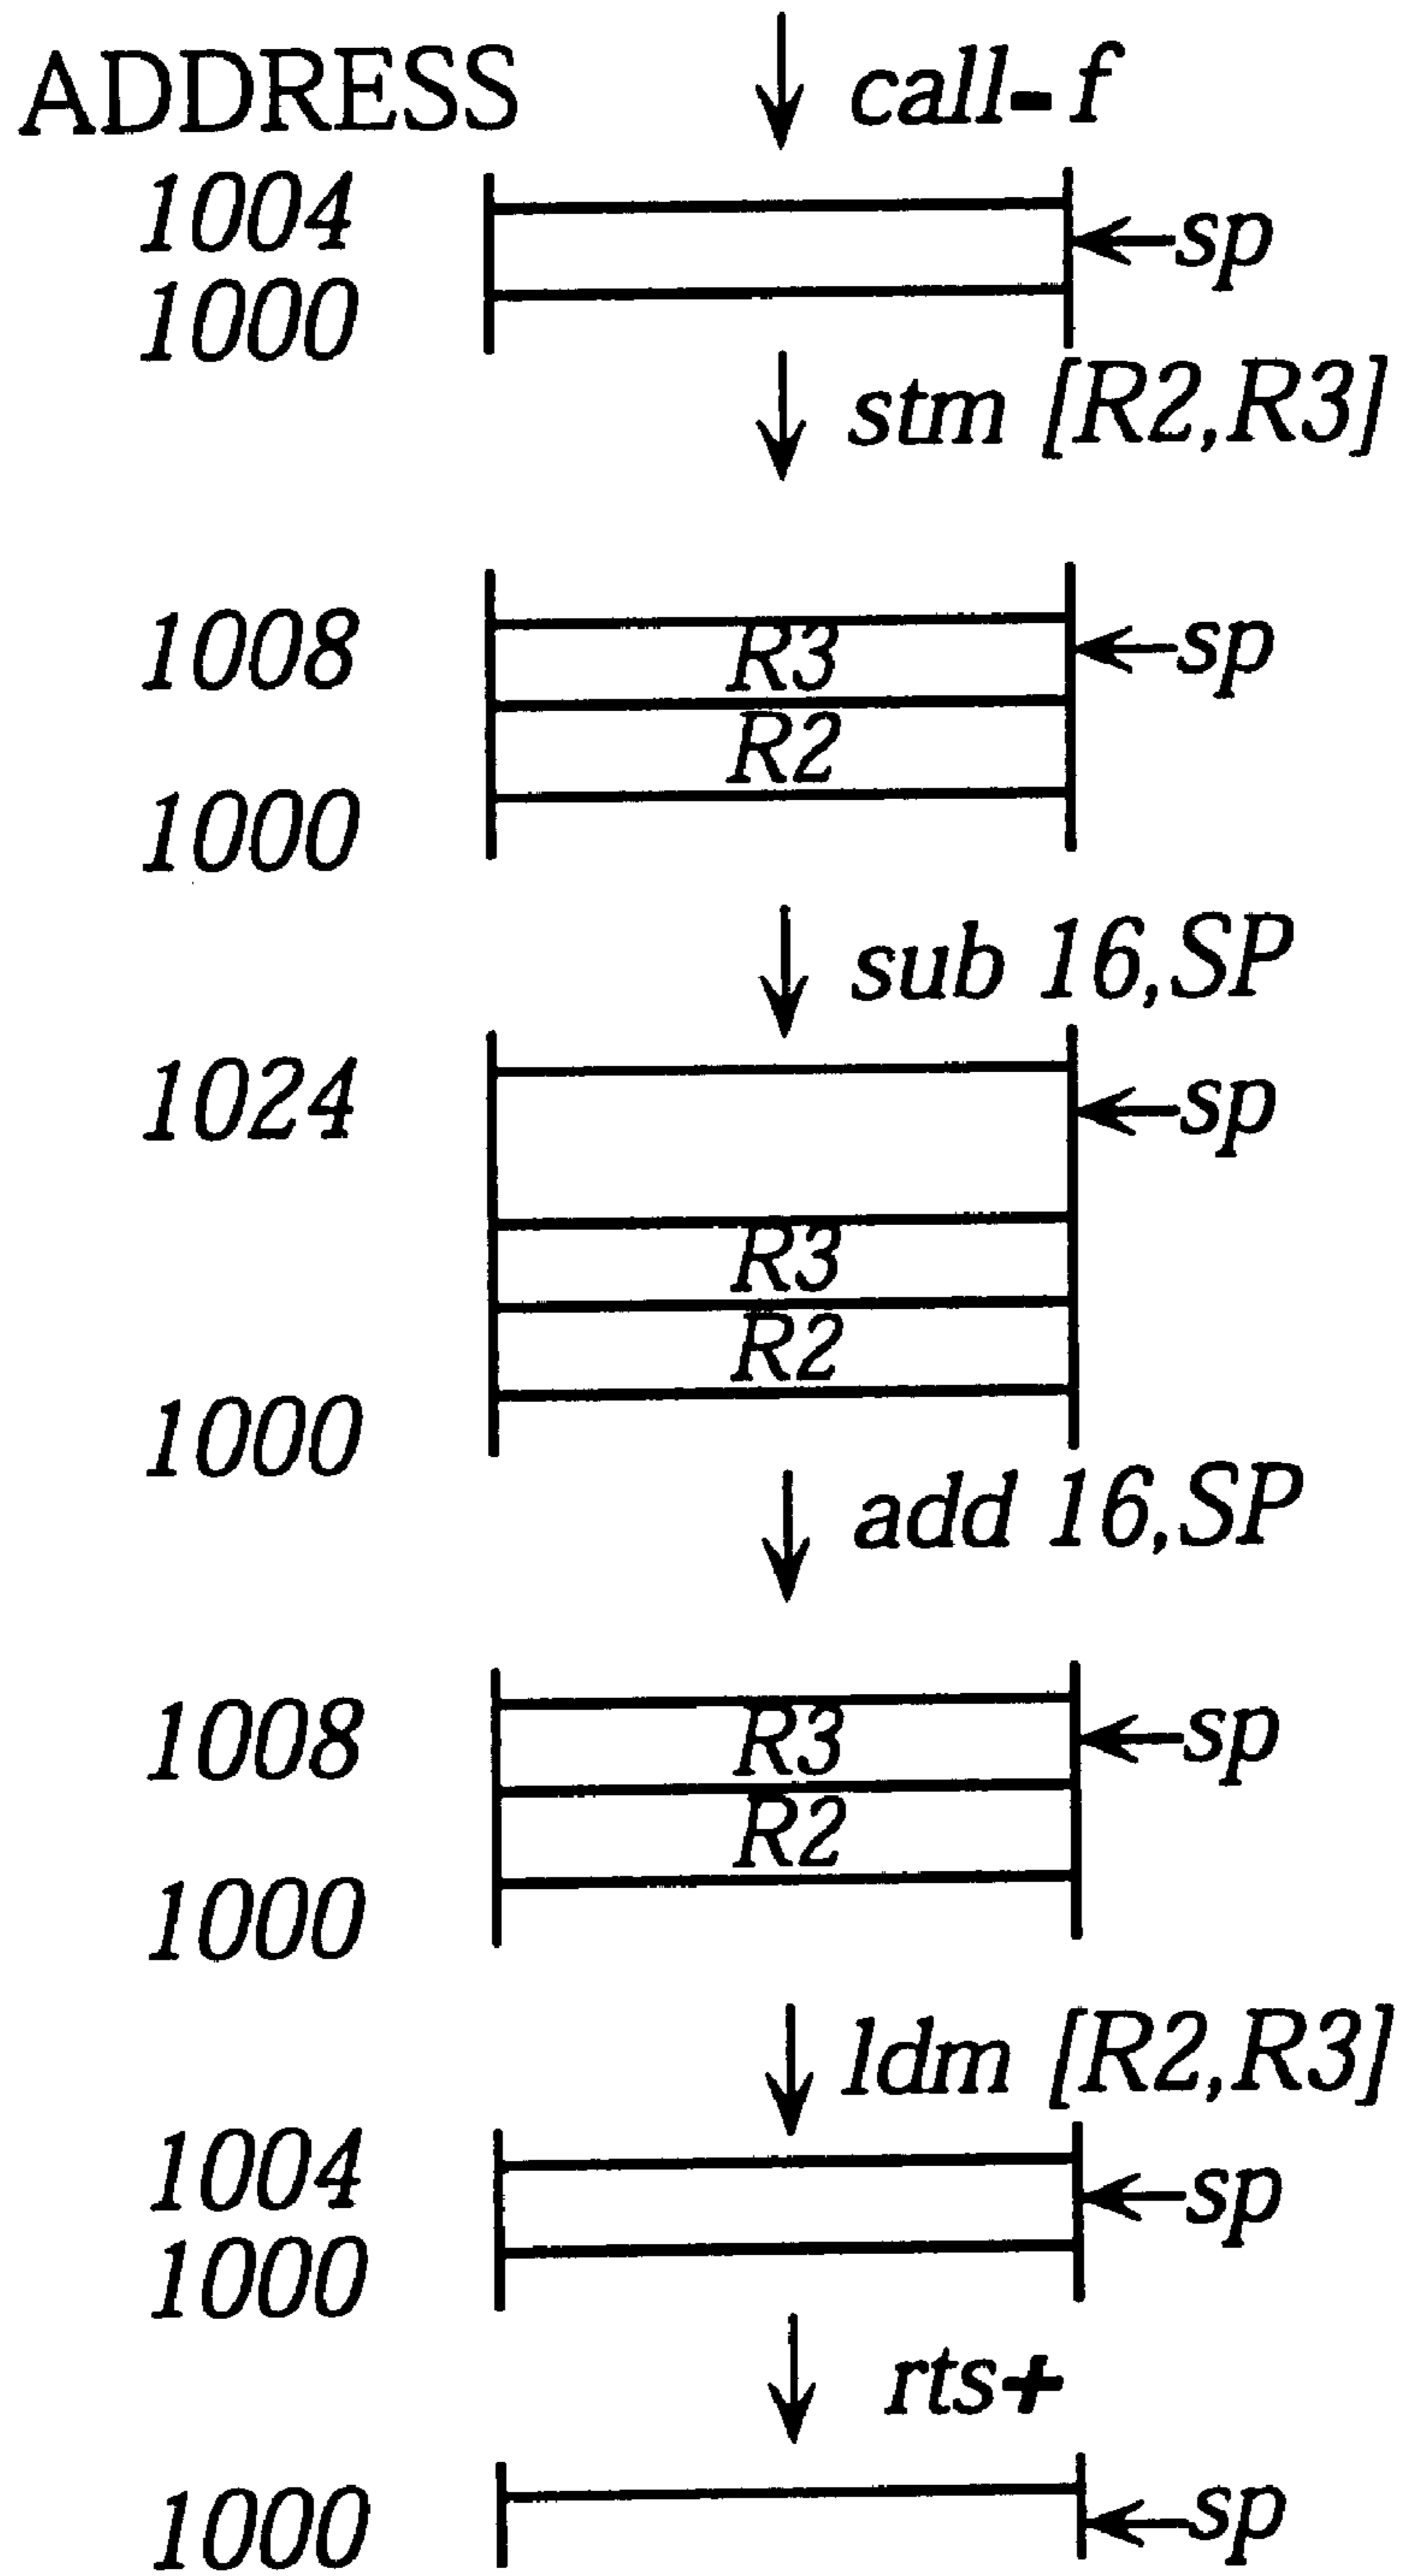 ADDRESS call-f
1004 sp
1000
stm [R2,R3]
1008 R3 sp
R2
1000
sub 16,SP
1024 sp
R3
R2
1000
add 16,SP
1008 R3 sp
R2
1000
ldm [R2,R3]
1004 sp
1000
rts+
1000 sp